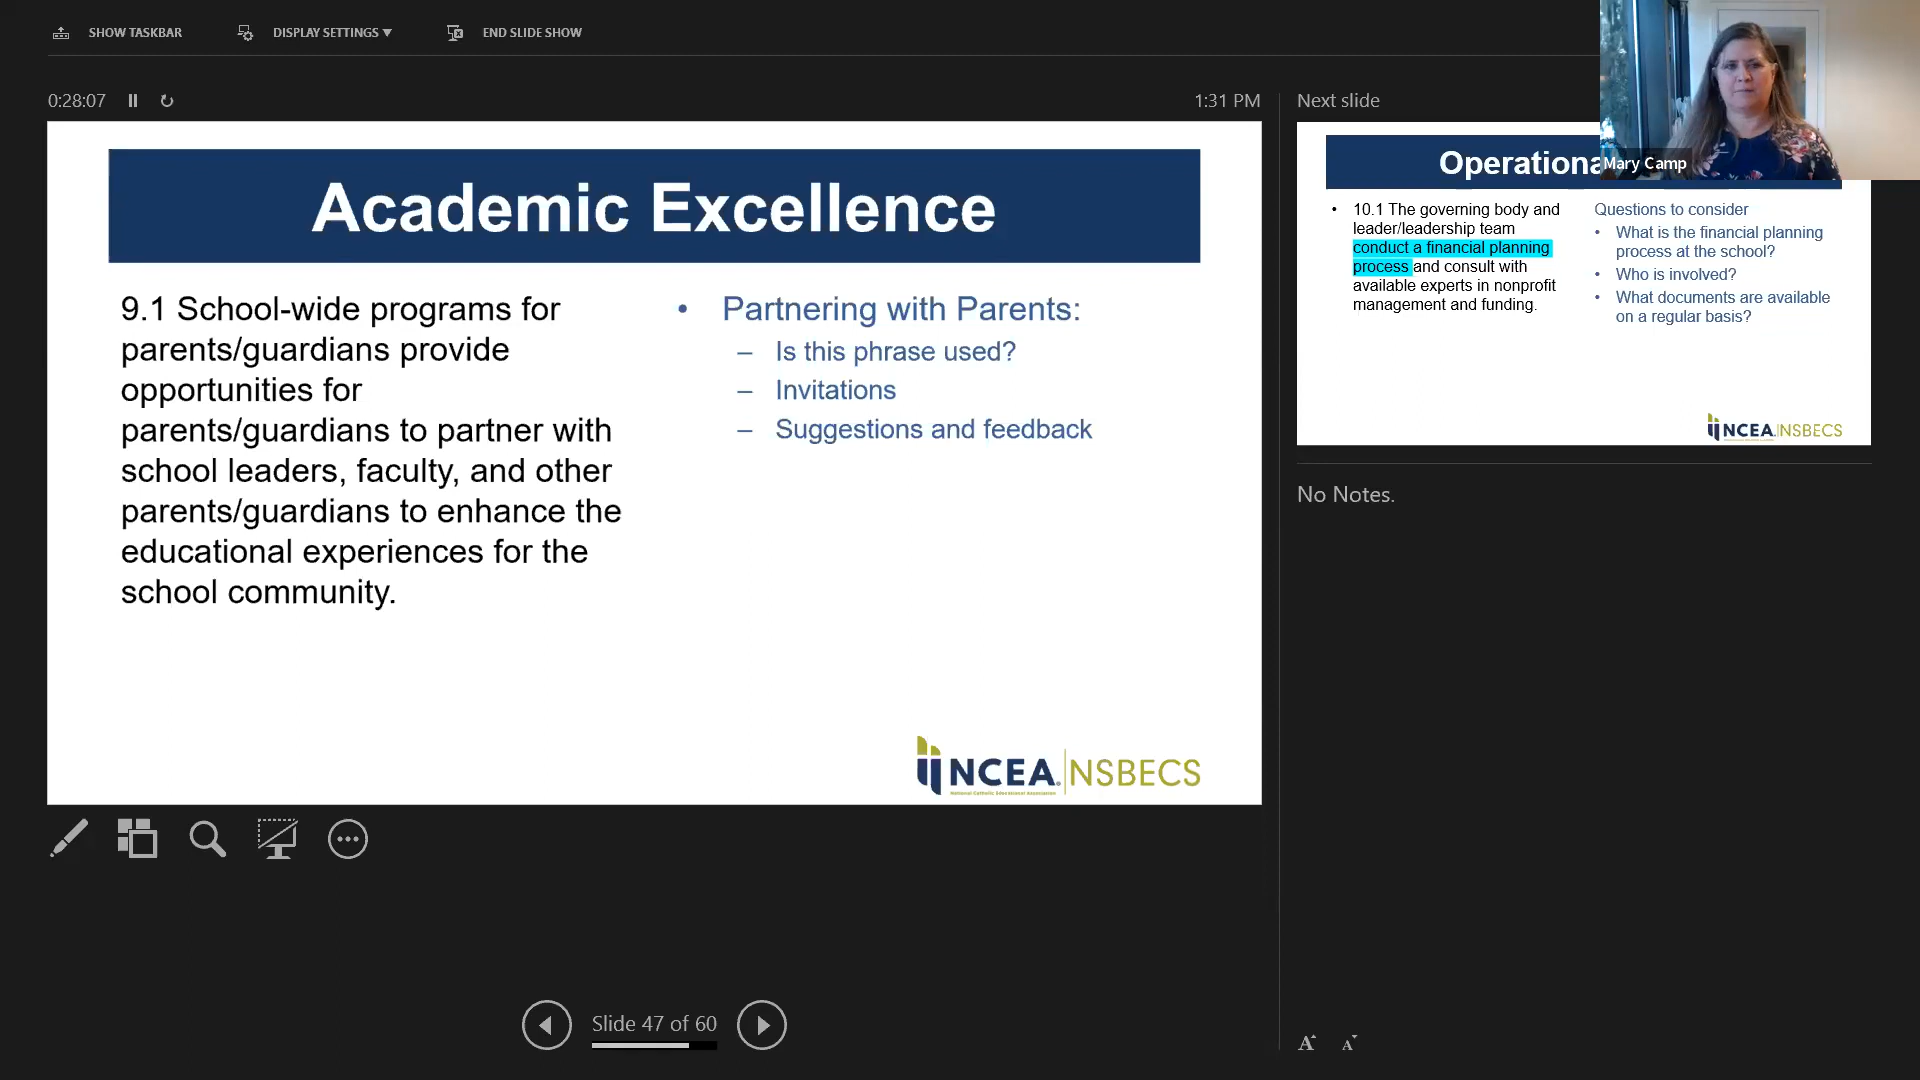 SHOW TASKBAR
DISPLAY SETTINGS ▼
END SLIDE SHOW
0:28:07
1:31 PM
Academic Excellence
9.1 School-wide programs for
parents/guardians provide
opportunities for
parents/guardians to partner with
school leaders, faculty, and other
parents/guardians to enhance the
educational experiences for the
school community.
• Partnering with Parents:
– Is this phrase used?
– Invitations
– Suggestions and feedback
NCEA. NSBECS
National Catholic Educational Association
Slide 47 of 60
Next slide
Mary Camp
Operationa
• 10.1 The governing body and
leader/leadership team
conduct a financial planning
process and consult with
available experts in nonprofit
management and funding.
Questions to consider
• What is the financial planning
process at the school?
• Who is involved?
• What documents are available
on a regular basis?
NCEA. NSBECS
No Notes.
A A